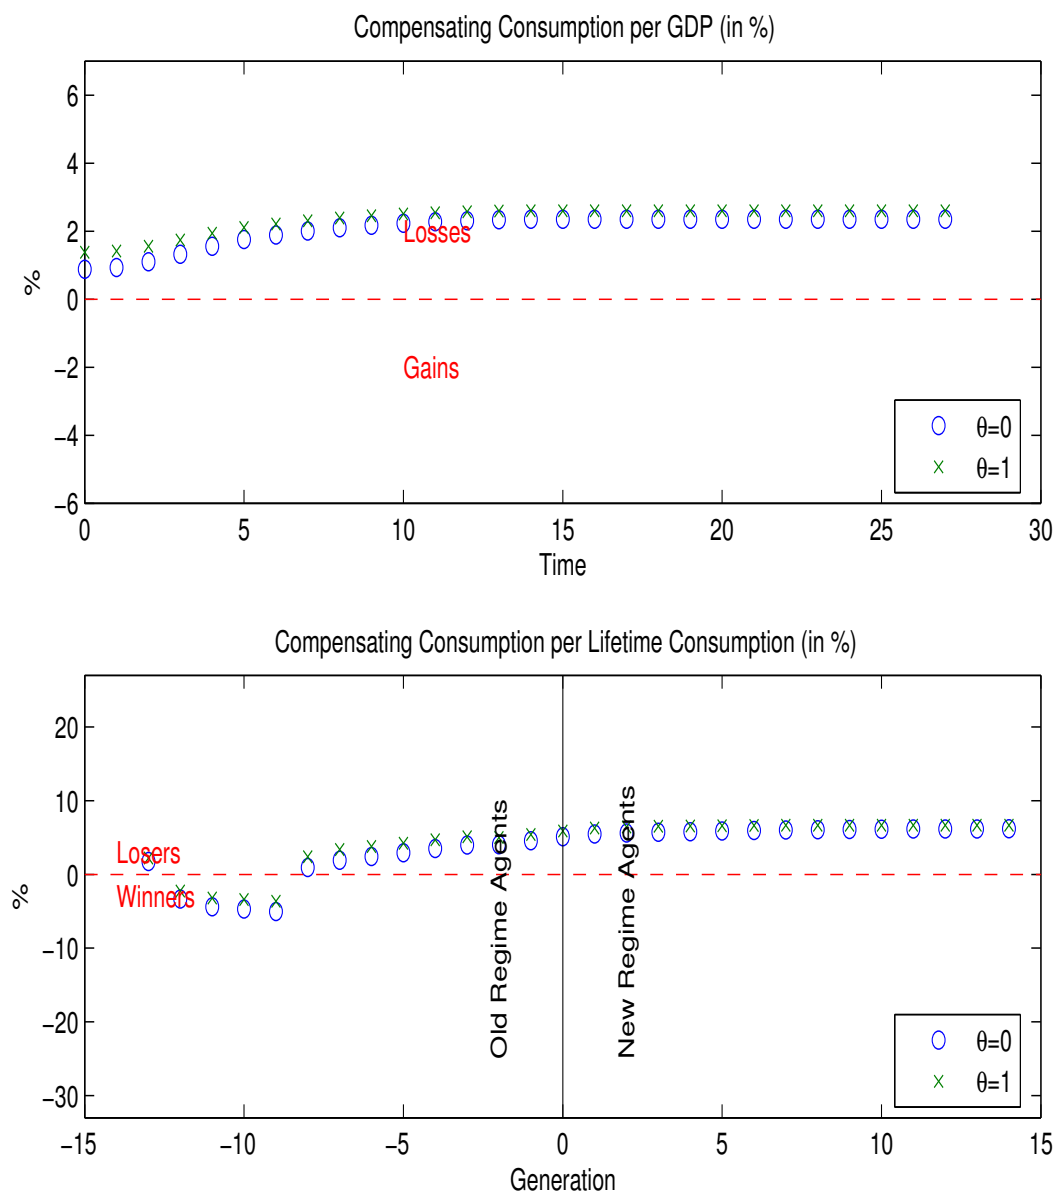 Compensating Consumption per GDP (in %)
6
4
2
0
−2
−4
−6
%
Losses
Gains
θ=0
θ=1
0 5 10 15 20 25 30
Time
Compensating Consumption per Lifetime Consumption (in %)
20
10
0
−10
−20
−30
%
Losers
Winners
Old Regime Agents
New Regime Agents
θ=0
θ=1
−15 −10 −5 0 5 10 15
Generation